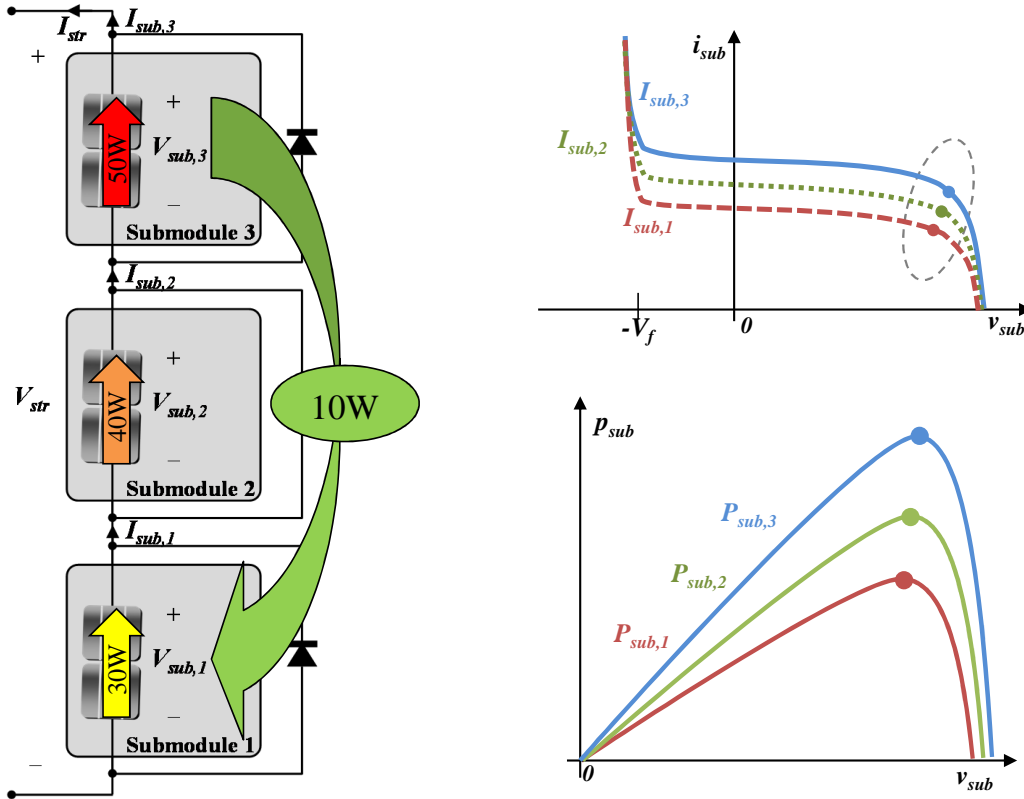 I_str
I_sub,3
+
+
50W
V_sub,3
–
Submodule 3
I_sub,2
+
V_str
40W
V_sub,2
–
Submodule 2
10W
I_sub,1
+
30W
V_sub,1
–
Submodule 1
–
i_sub
I_sub,3
I_sub,2
I_sub,1
-V_f
0
v_sub
p_sub
P_sub,3
P_sub,2
P_sub,1
0
v_sub